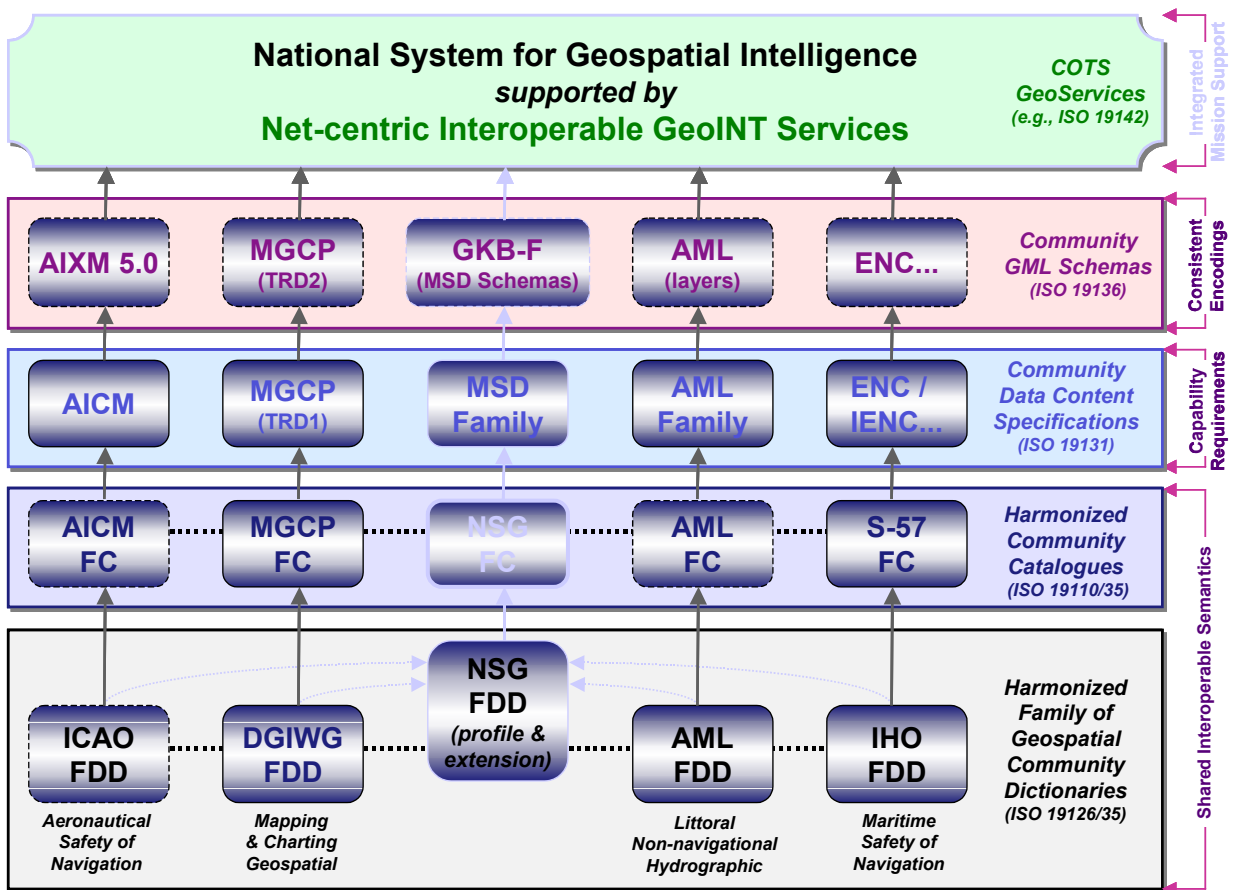 National System for Geospatial Intelligence
supported by
Net-centric Interoperable GeoINT Services
COTS
GeoServices
(e.g., ISO 19142)
Integrated
Mission Support
AIXM 5.0
MGCP
(TRD2)
GKB-F
(MSD Schemas)
AML
(layers)
ENC...
Community
GML Schemas
(ISO 19136)
Consistent
Encodings
AICM
MGCP
(TRD1)
MSD
Family
AML
Family
ENC /
IENC...
Community
Data Content
Specifications
(ISO 19131)
Capability
Requirements
AICM
FC
MGCP
FC
NSG
FC
AML
FC
S-57
FC
Harmonized
Community
Catalogues
(ISO 19110/35)
Shared Interoperable Semantics
ICAO
FDD
DGIWG
FDD
NSG
FDD
(profile &
extension)
AML
FDD
IHO
FDD
Harmonized
Family of
Geospatial
Community
Dictionaries
(ISO 19126/35)
Aeronautical
Safety of
Navigation
Mapping
& Charting
Geospatial
Littoral
Non-navigational
Hydrographic
Maritime
Safety of
Navigation